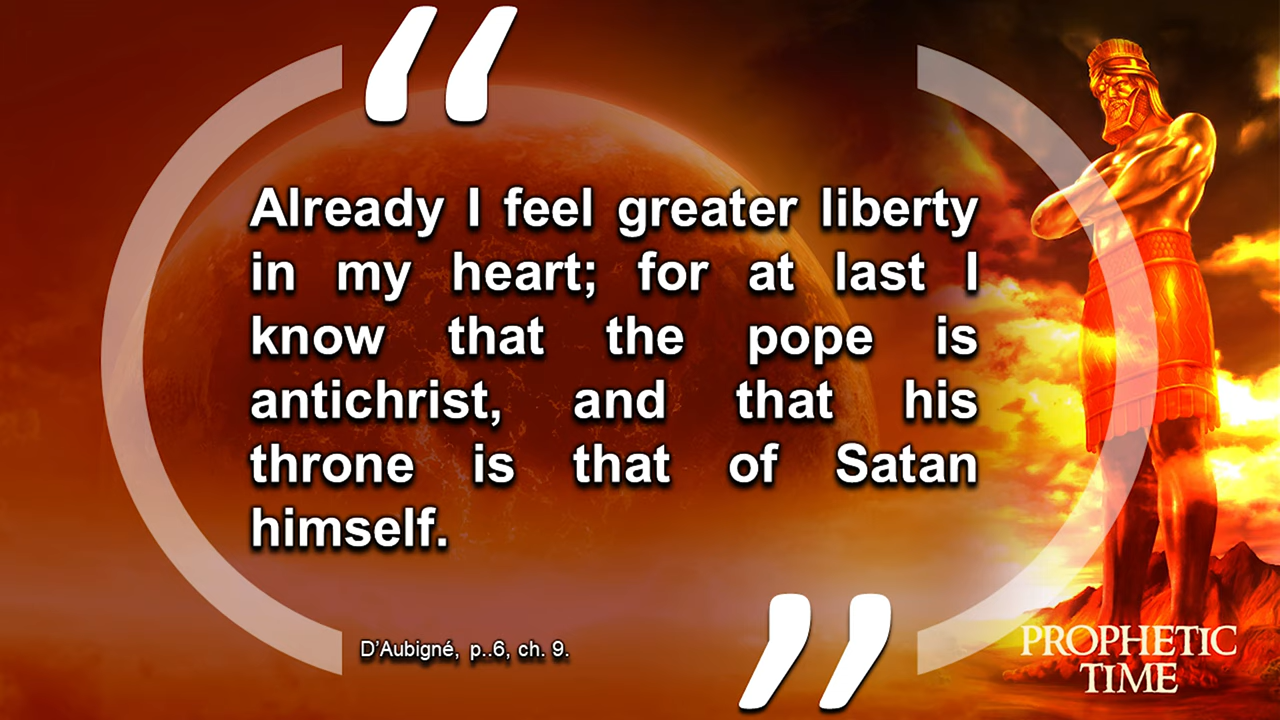 “
Already I feel greater liberty
in my heart; for at last I
know that the pope is
antichrist, and that his
throne is that of Satan
himself.
”
D’Aubigné, p..6, ch. 9.
PROPHETIC
TIME